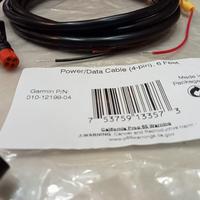 Power/Data Cable (4-pin), 6 Feet
Garmin P/N:
010-12199-04
Made in
Package
7 53759 13357 3
California Prop 65 Warning
WARNING: Cancer and Reproductive Harm